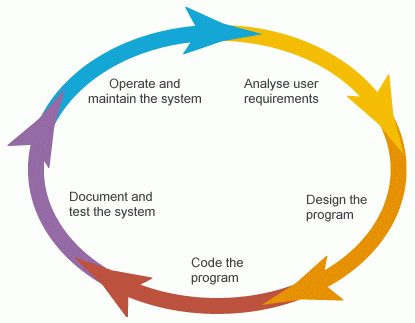 Operate and
maintain the system
Analyse user
requirements
Design the
program
Code the
program
Document and
test the system